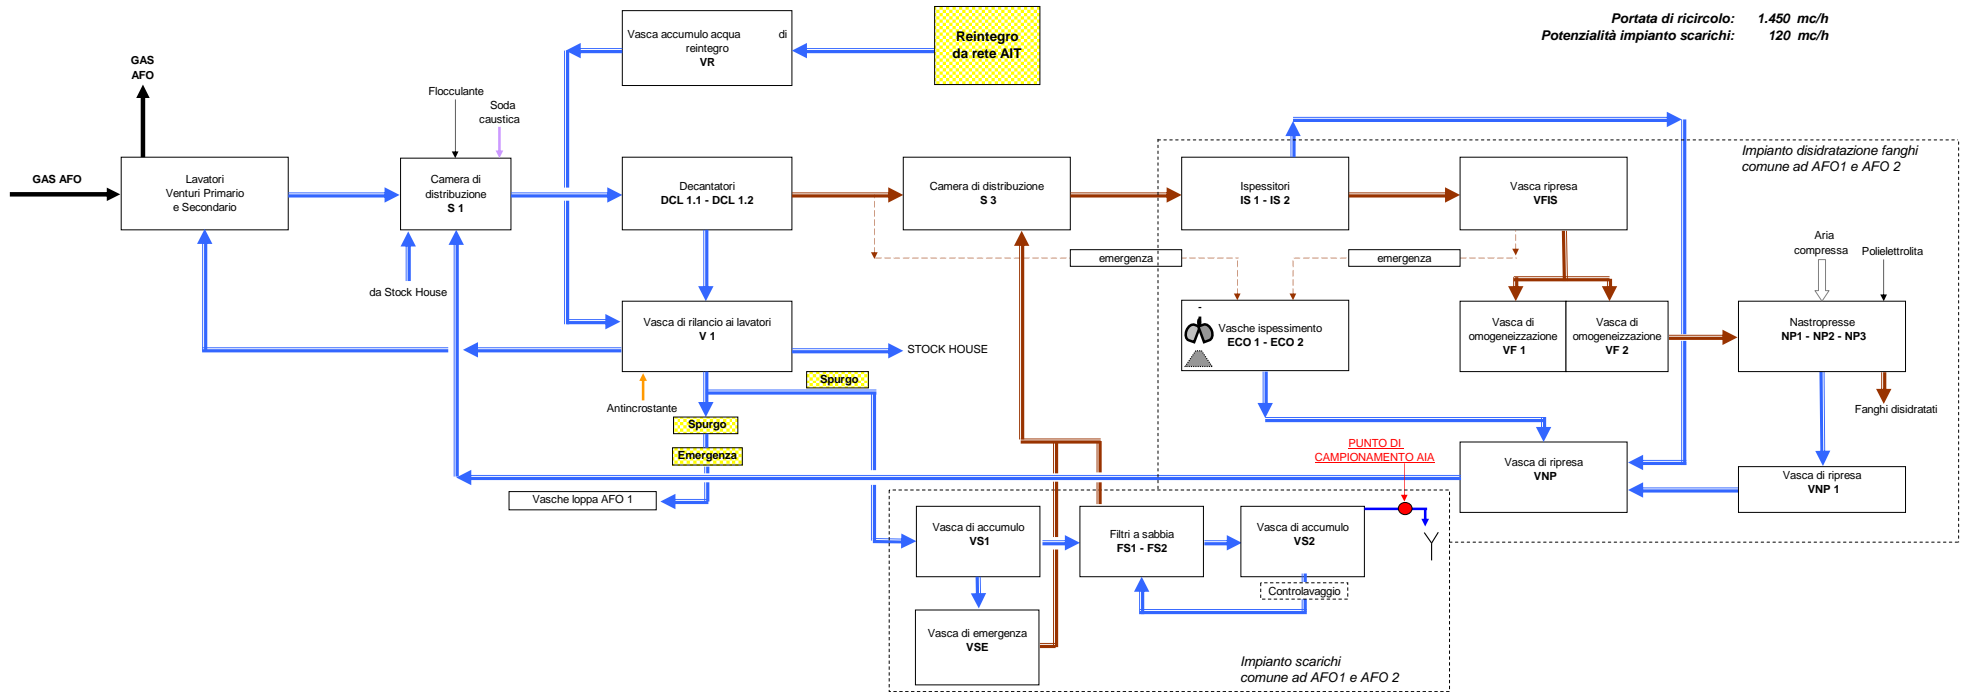 Portata di ricircolo: 1.450 mc/h
Potenzialità impianto scarichi: 120 mc/h
Vasca accumulo acqua di
reintegro
VR
Reintegro
da rete AIT
GAS
AFO
Flocculante
Soda
caustica
GAS AFO
Lavatori
Venturi Primario
e Secondario
Camera di
distribuzione
S 1
Decantatori
DCL 1.1 - DCL 1.2
Camera di distribuzione
S 3
Ispessitori
IS 1 - IS 2
Vasca ripresa
VFIS
Impianto disidratazione fanghi
comune ad AFO1 e AFO 2
da Stock House
emergenza
emergenza
Aria
compressa
Polielettrolita
Vasca di rilancio ai lavatori
V 1
STOCK HOUSE
-
Vasche ispessimento
ECO 1 - ECO 2
Vasca di
omogeneizzazione
VF 1
Vasca di
omogeneizzazione
VF 2
Nastropresse
NP1 - NP2 - NP3
Antincrostante
Spurgo
Spurgo
Emergenza
Fanghi disidratati
PUNTO DI
CAMPIONAMENTO AIA
Vasca di ripresa
VNP
Vasca di ripresa
VNP 1
Vasche loppa AFO 1
Vasca di accumulo
VS1
Filtri a sabbia
FS1 - FS2
Vasca di accumulo
VS2
Controlavaggio
Vasca di emergenza
VSE
Impianto scarichi
comune ad AFO1 e AFO 2